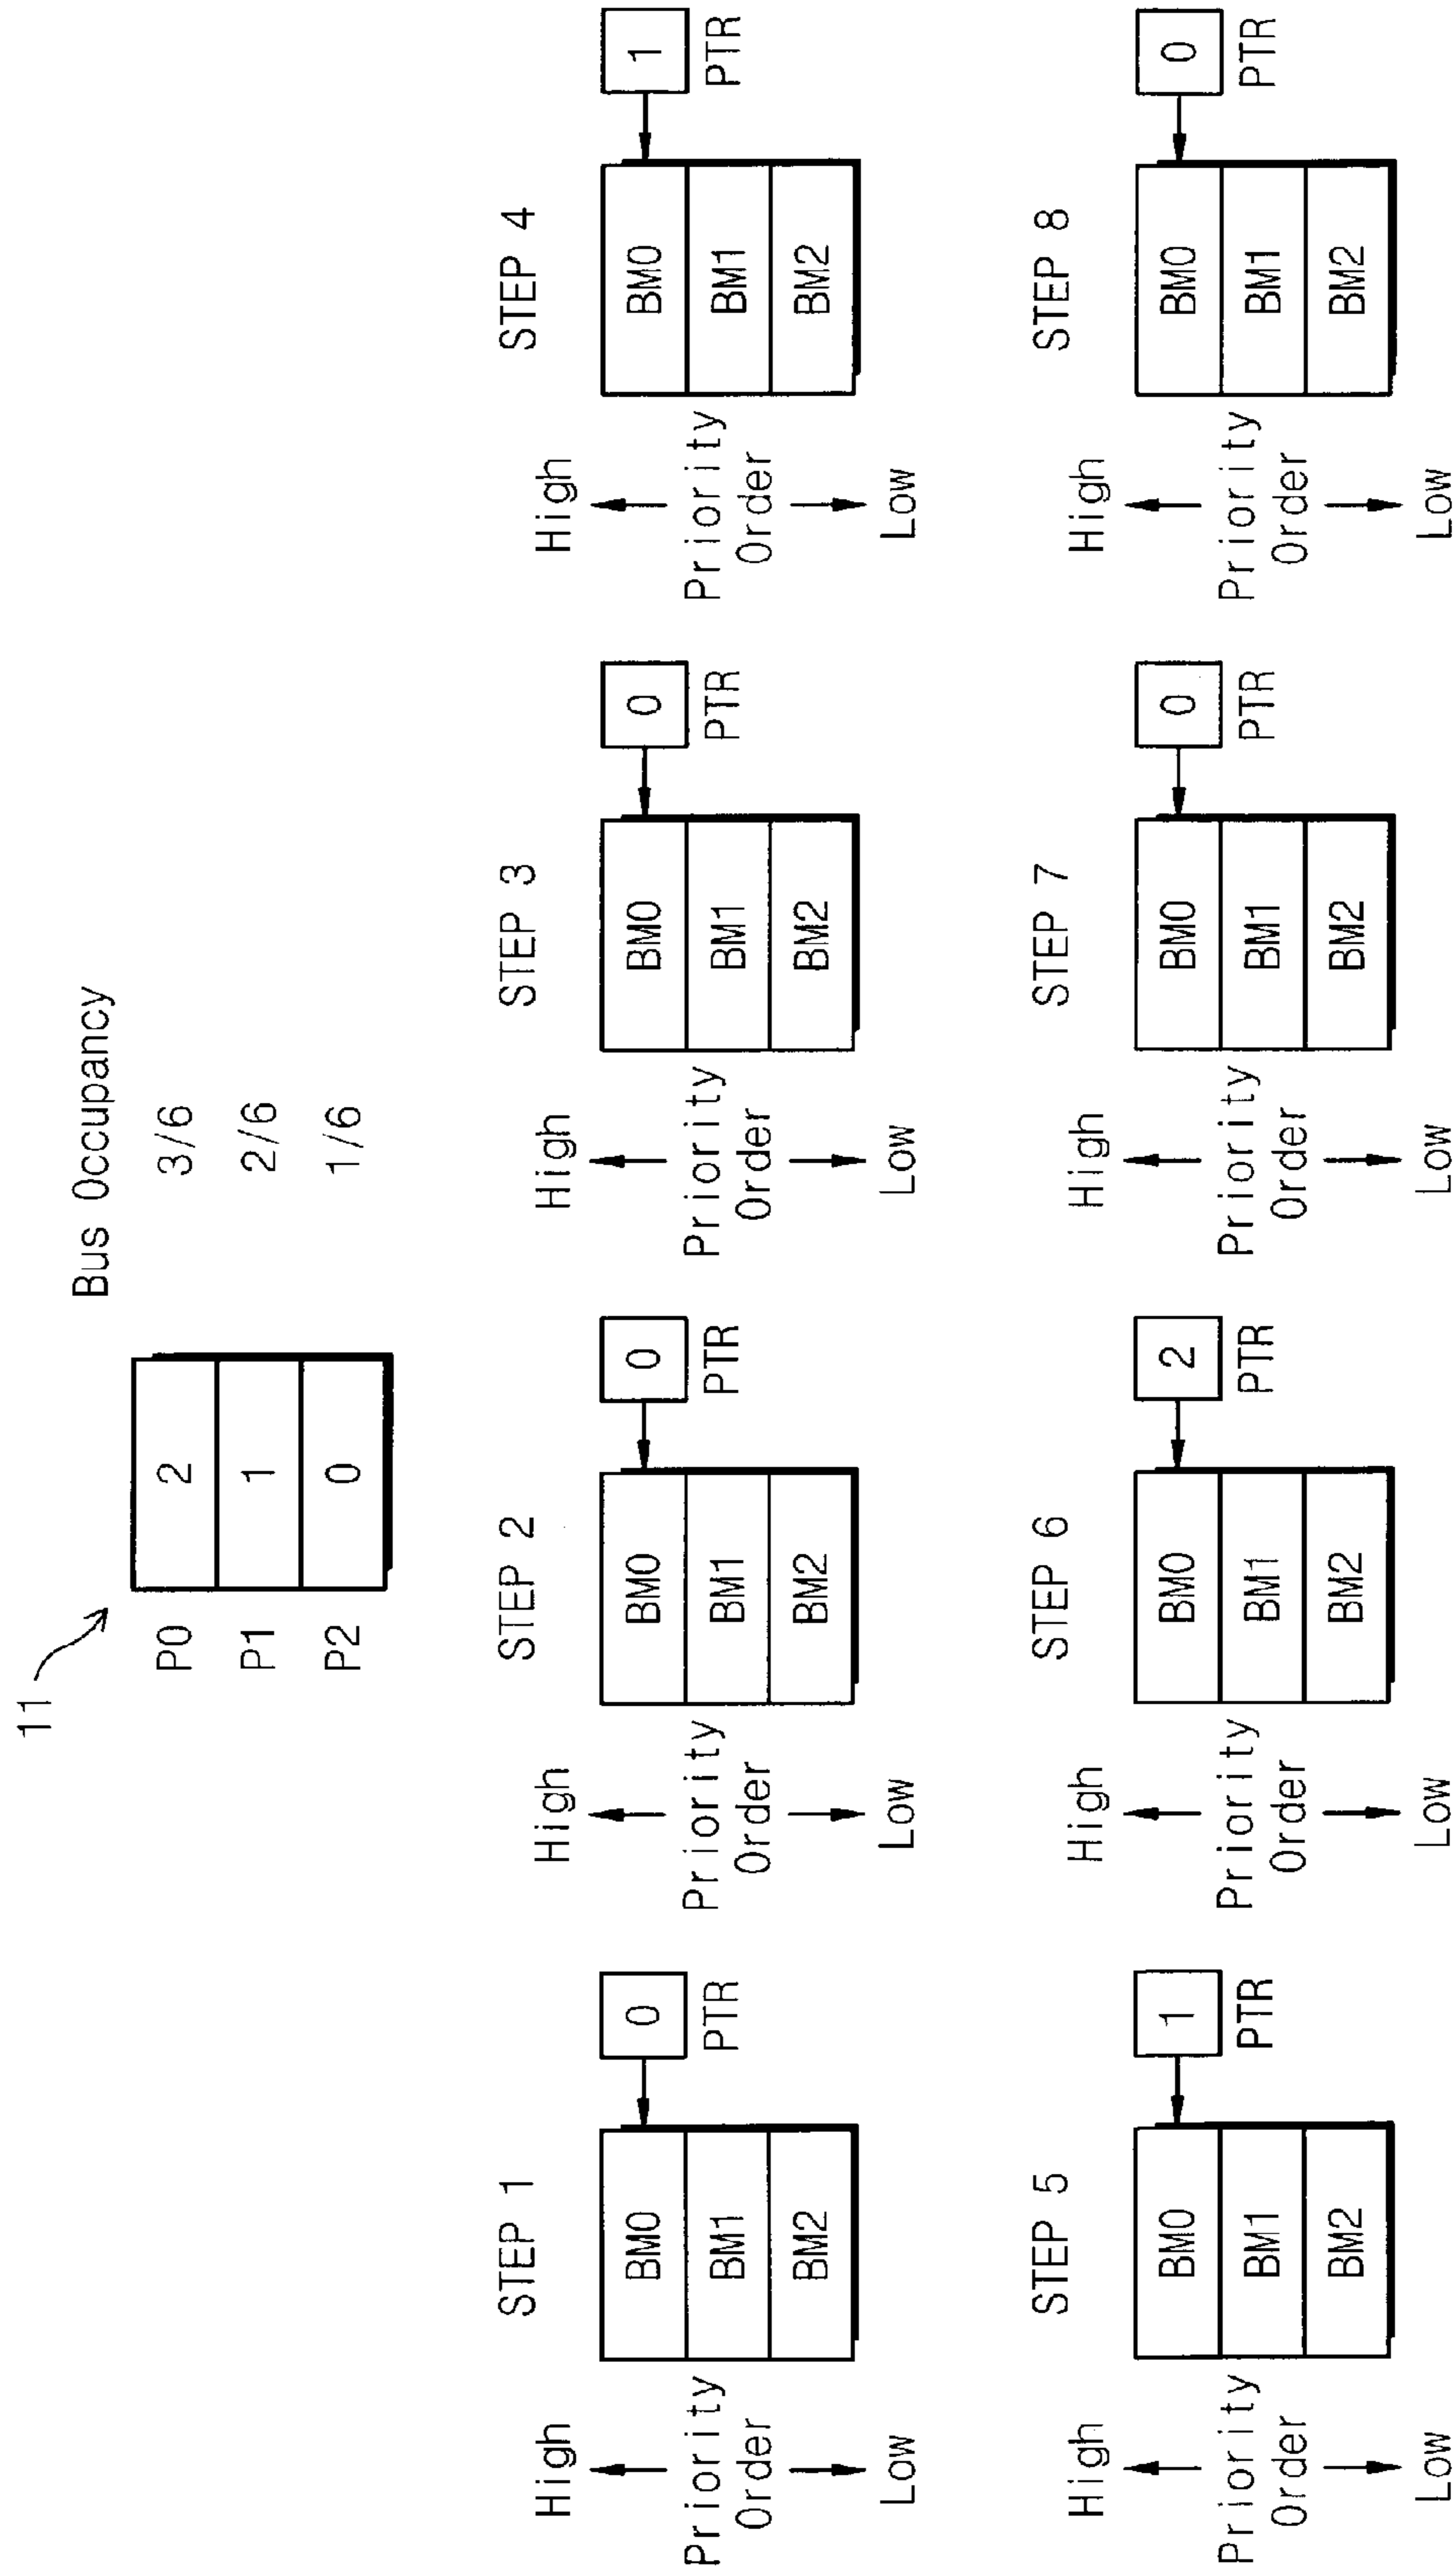 11
Bus Occupancy
P0 2 3/6
P1 1 2/6
P2 0 1/6
STEP 1
High
Priority
Order
Low
BM0
BM1
BM2
0
PTR
STEP 2
High
Priority
Order
Low
BM0
BM1
BM2
0
PTR
STEP 3
High
Priority
Order
Low
BM0
BM1
BM2
0
PTR
STEP 4
High
Priority
Order
Low
BM0
BM1
BM2
1
PTR
STEP 5
High
Priority
Order
Low
BM0
BM1
BM2
1
PTR
STEP 6
High
Priority
Order
Low
BM0
BM1
BM2
2
PTR
STEP 7
High
Priority
Order
Low
BM0
BM1
BM2
0
PTR
STEP 8
High
Priority
Order
Low
BM0
BM1
BM2
0
PTR